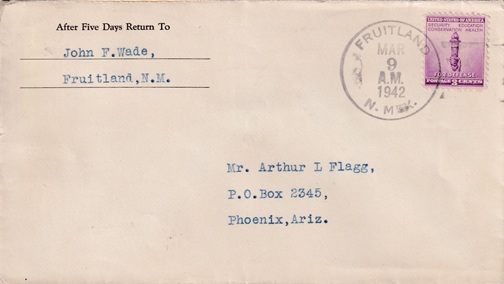 After Five Days Return To
John F.Wade,
Fruitland,N.M.
FRUITLAND
MAR
9
A.M.
1942
N. MEX.
UNITED STATES OF AMERICA
SECURITY EDUCATION
CONSERVATION HEALTH
FOR DEFENSE
POSTAGE 3 CENTS
Mr. Arthur L Flagg,
P.O.Box 2345,
Phoenix,Ariz.